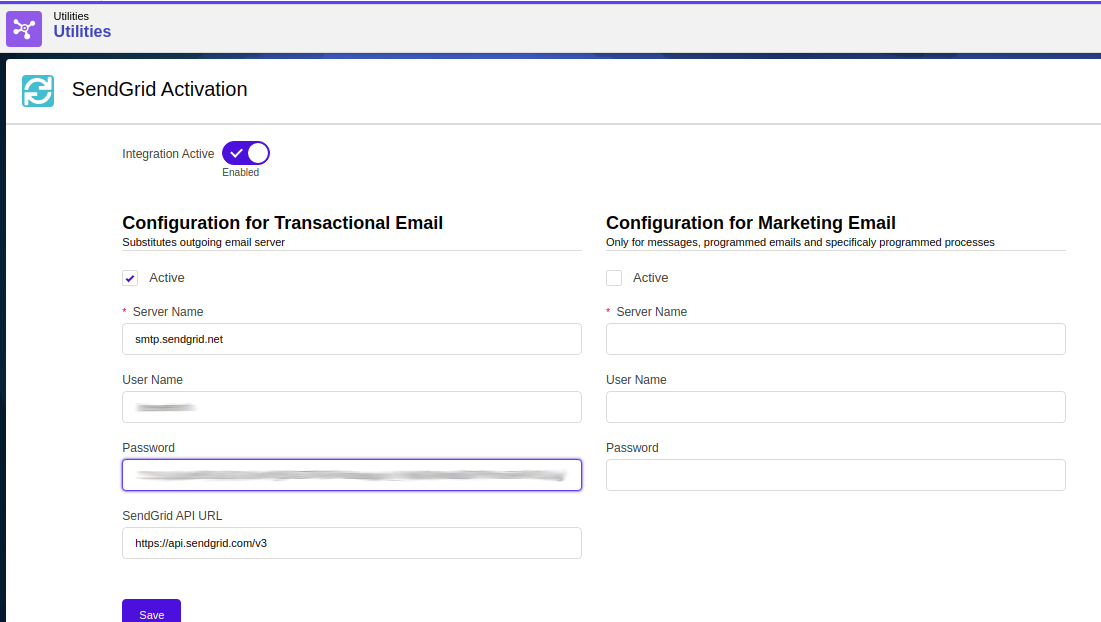 Utilities
Utilities
SendGrid Activation
Integration Active
Enabled
Configuration for Transactional Email
Substitutes outgoing email server
Active
* Server Name
smtp.sendgrid.net
User Name
Password
SendGrid API URL
https://api.sendgrid.com/v3
Save
Configuration for Marketing Email
Only for messages, programmed emails and specificaly programmed processes
Active
* Server Name
User Name
Password